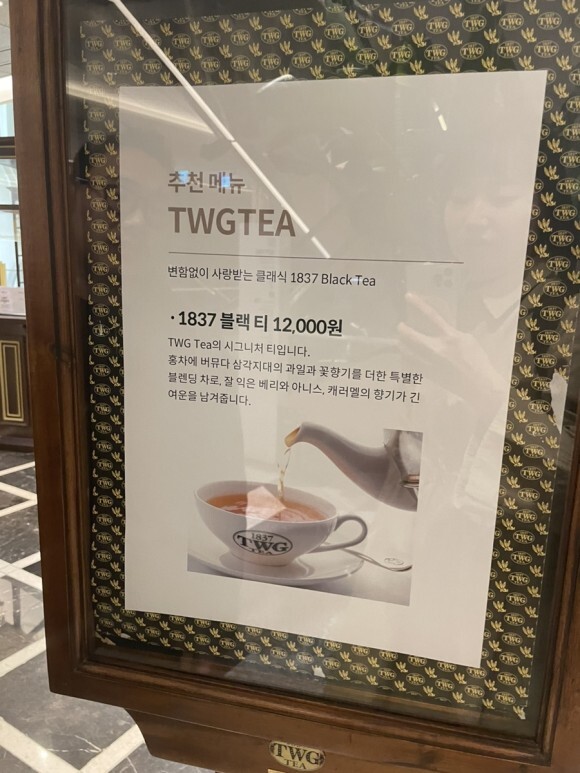 추천 메뉴
TWGTEA
변함없이 사랑받는 클래식 1837 Black Tea
· 1837 블랙 티 12,000원
TWG Tea의 시그니처 티입니다.
홍차에 버뮤다 삼각지대의 과일과 꽃향기를 더한 특별한
블렌딩 차로, 잘 익은 베리와 아니스, 캐러멜의 향기가 긴
여운을 남겨줍니다.
1837
TWG
TEA
TWG
TEA